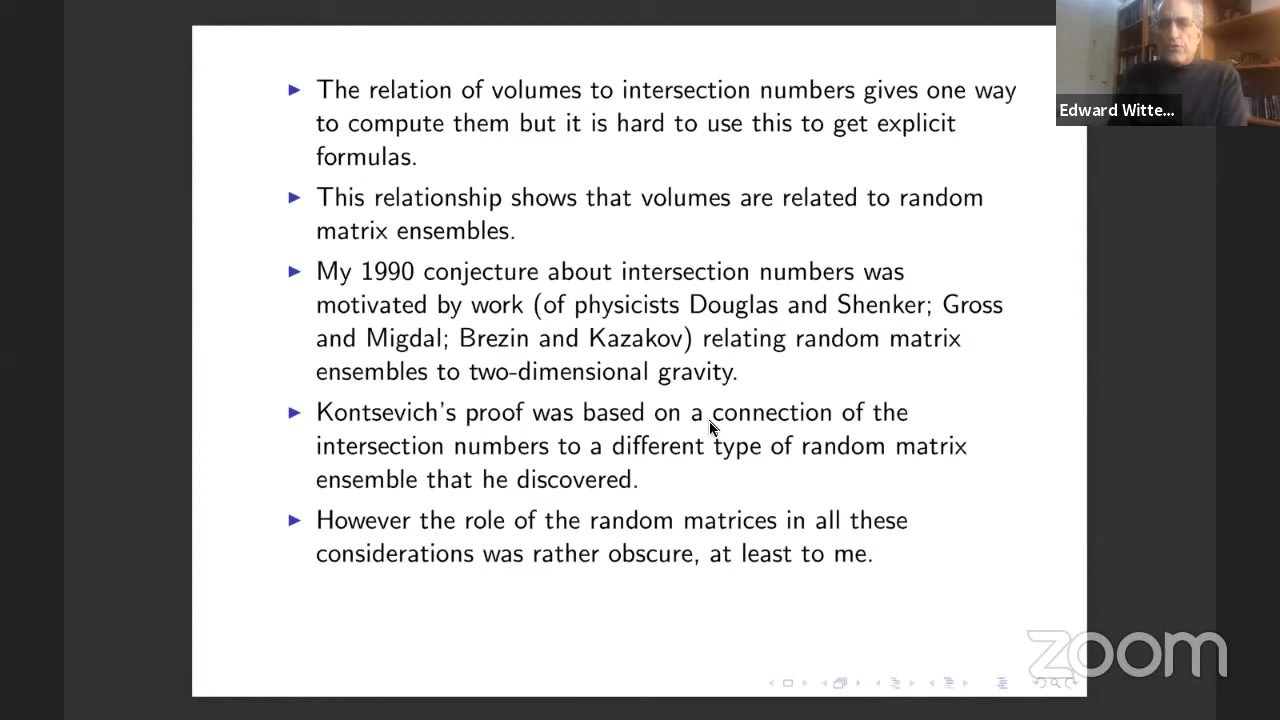 The relation of volumes to intersection numbers gives one way
to compute them but it is hard to use this to get explicit
formulas.
This relationship shows that volumes are related to random
matrix ensembles.
My 1990 conjecture about intersection numbers was
motivated by work (of physicists Douglas and Shenker; Gross
and Migdal; Brezin and Kazakov) relating random matrix
ensembles to two-dimensional gravity.
Kontsevich's proof was based on a connection of the
intersection numbers to a different type of random matrix
ensemble that he discovered.
However the role of the random matrices in all these
considerations was rather obscure, at least to me.
Edward Witte...
zoom